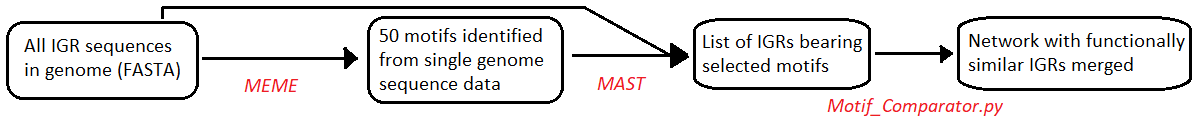 All IGR sequences
in genome (FASTA)
MEME
50 motifs identified
from single genome
sequence data
MAST
List of IGRs bearing
selected motifs
Motif_Comparator.py
Network with functionally
similar IGRs merged